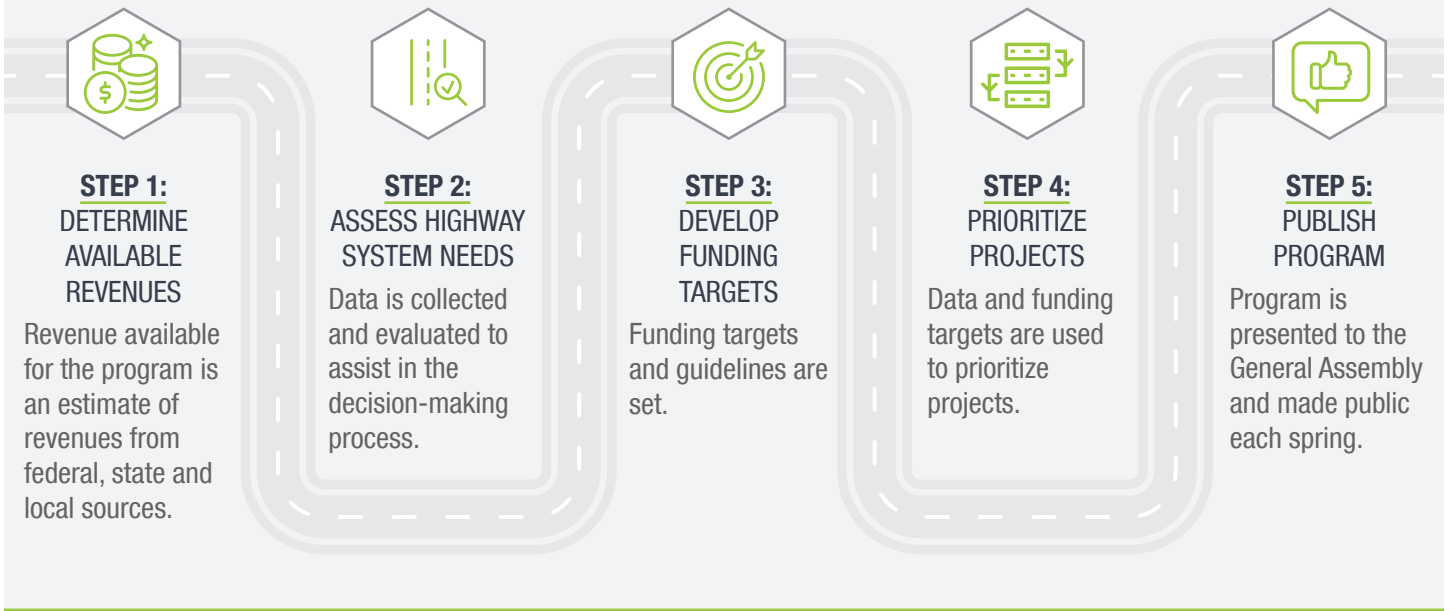 STEP 1:
DETERMINE
AVAILABLE
REVENUES
Revenue available
for the program is
an estimate of
revenues from
federal, state and
local sources.
STEP 2:
ASSESS HIGHWAY
SYSTEM NEEDS
Data is collected
and evaluated to
assist in the
decision-making
process.
STEP 3:
DEVELOP
FUNDING
TARGETS
Funding targets
and guidelines are
set.
STEP 4:
PRIORITIZE
PROJECTS
Data and funding
targets are used
to prioritize
projects.
STEP 5:
PUBLISH
PROGRAM
Program is
presented to the
General Assembly
and made public
each spring.